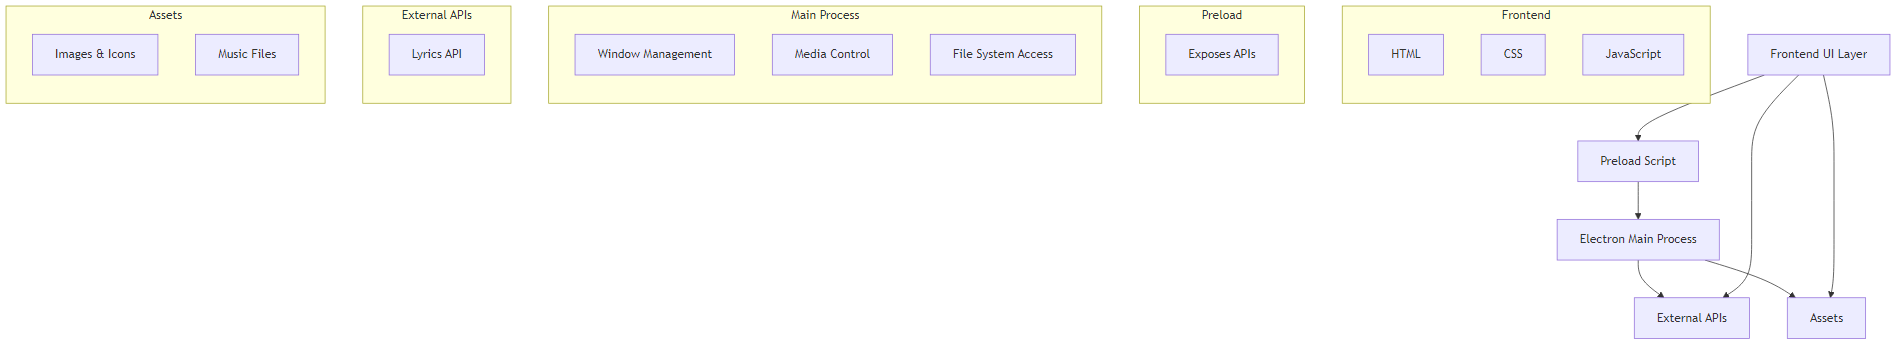 Assets
Images & Icons
Music Files
External APIs
Lyrics API
Main Process
Window Management
Media Control
File System Access
Preload
Exposes APIs
Frontend
HTML
CSS
JavaScript
Frontend UI Layer
Preload Script
Electron Main Process
External APIs
Assets